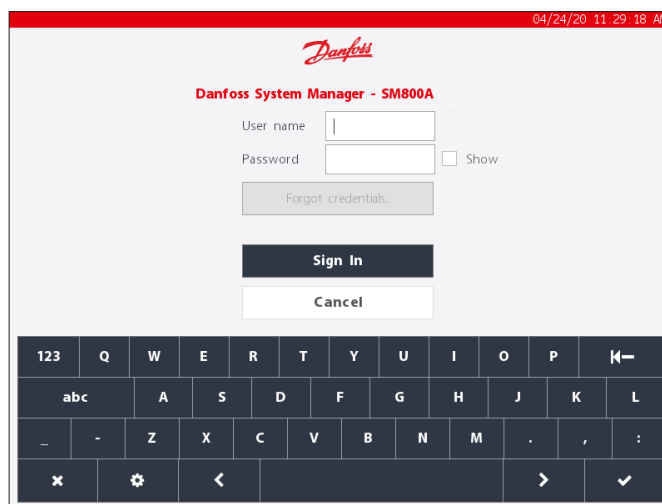 04/24/20 11:29:18 AM
Danfoss
Danfoss System Manager - SM800A
User name
Password Show
Forgot credentials..
Sign In
Cancel
123 Q W E R T Y U I O P
abc A S D F G H J K L
_ - Z X C V B N M . , :